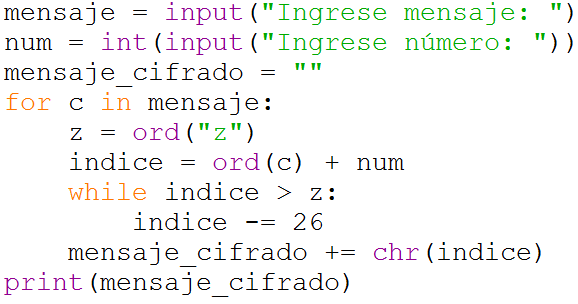 mensaje = input("Ingrese mensaje: ")
num = int(input("Ingrese número: "))
mensaje_cifrado = ""
for c in mensaje:
    z = ord("z")
    indice = ord(c) + num
    while indice > z:
        indice -= 26
    mensaje_cifrado += chr(indice)
print(mensaje_cifrado)